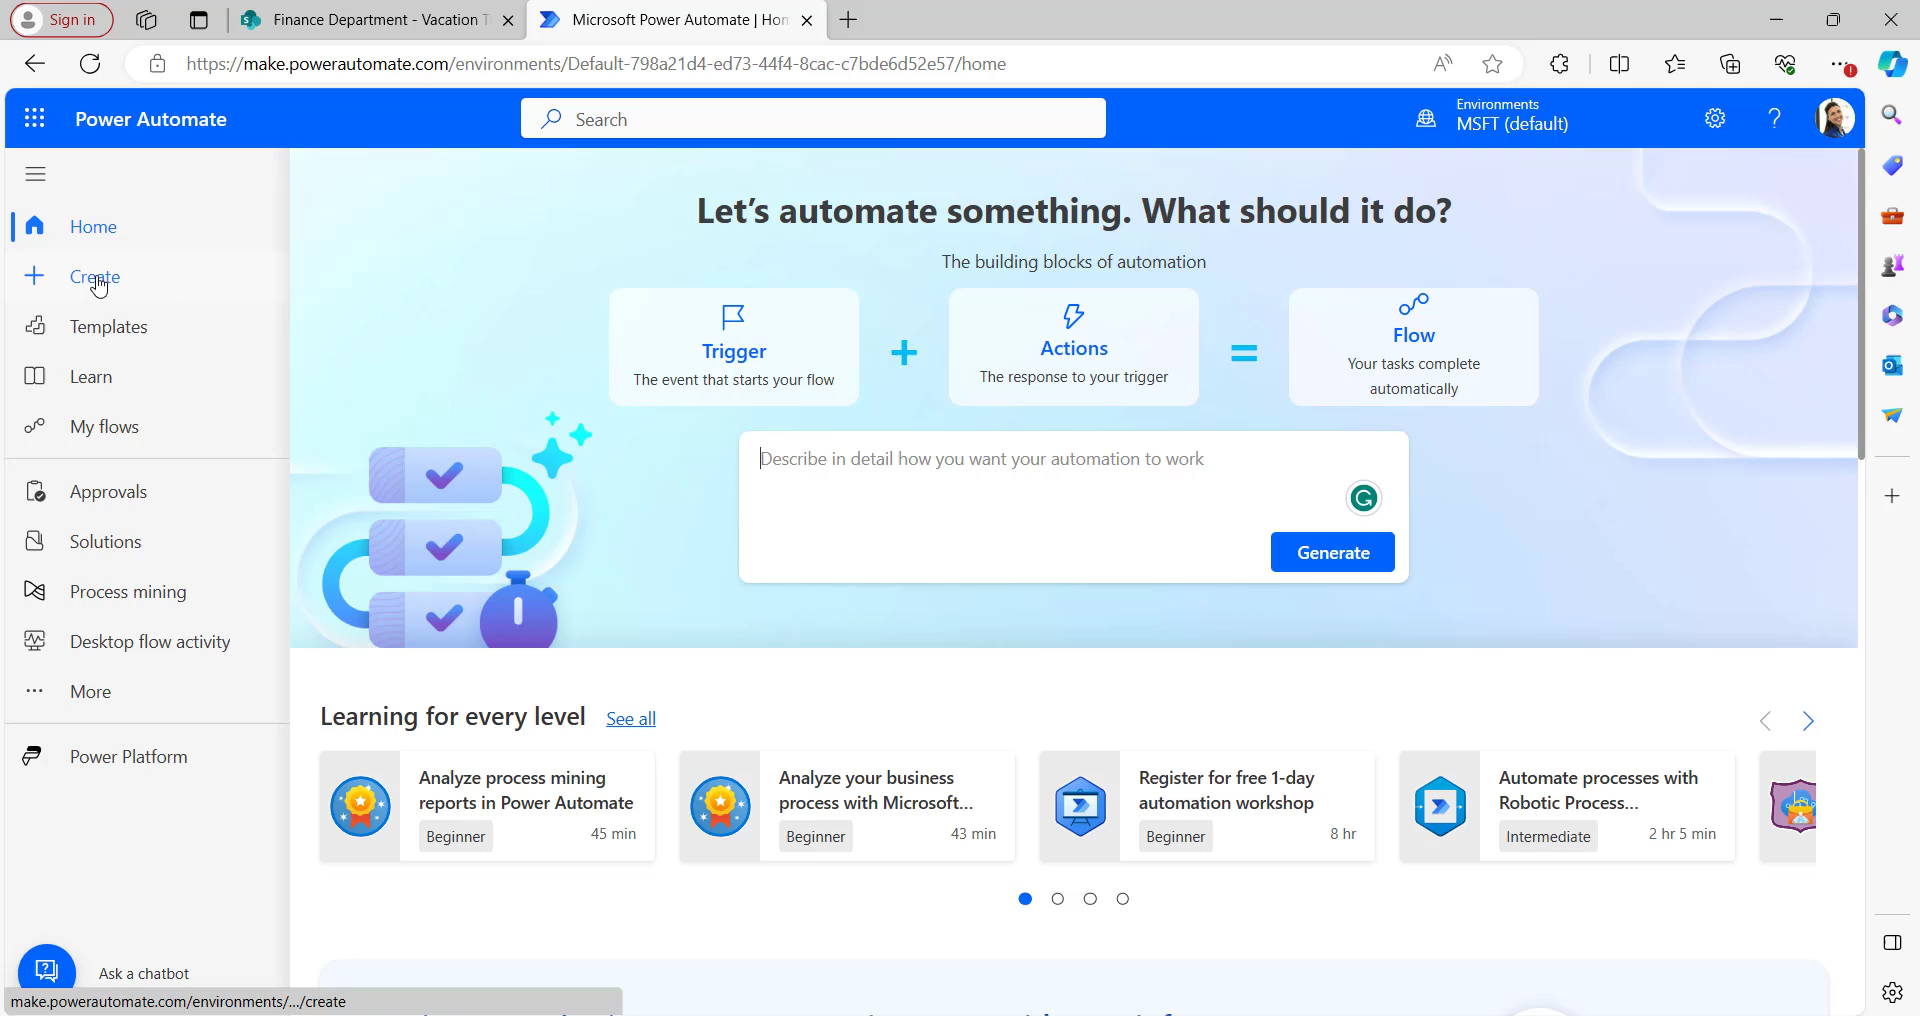 Sign in
Finance Department - Vacation T
Microsoft Power Automate | Hom
https://make.powerautomate.com/environments/Default-798a21d4-ed73-44f4-8cac-c7bde6d52e57/home
Power Automate
Search
Environments
MSFT (default)
Home
Create
Templates
Learn
My flows
Approvals
Solutions
Process mining
Desktop flow activity
More
Power Platform
Ask a chatbot
make.powerautomate.com/environments/.../create
Let's automate something. What should it do?
The building blocks of automation
Trigger
The event that starts your flow
+
Actions
The response to your trigger
=
Flow
Your tasks complete
automatically
Describe in detail how you want your automation to work
Generate
Learning for every level
See all
Analyze process mining
reports in Power Automate
Beginner
45 min
Analyze your business
process with Microsoft...
Beginner
43 min
Register for free 1-day
automation workshop
Beginner
8 hr
Automate processes with
Robotic Process...
Intermediate
2 hr 5 min